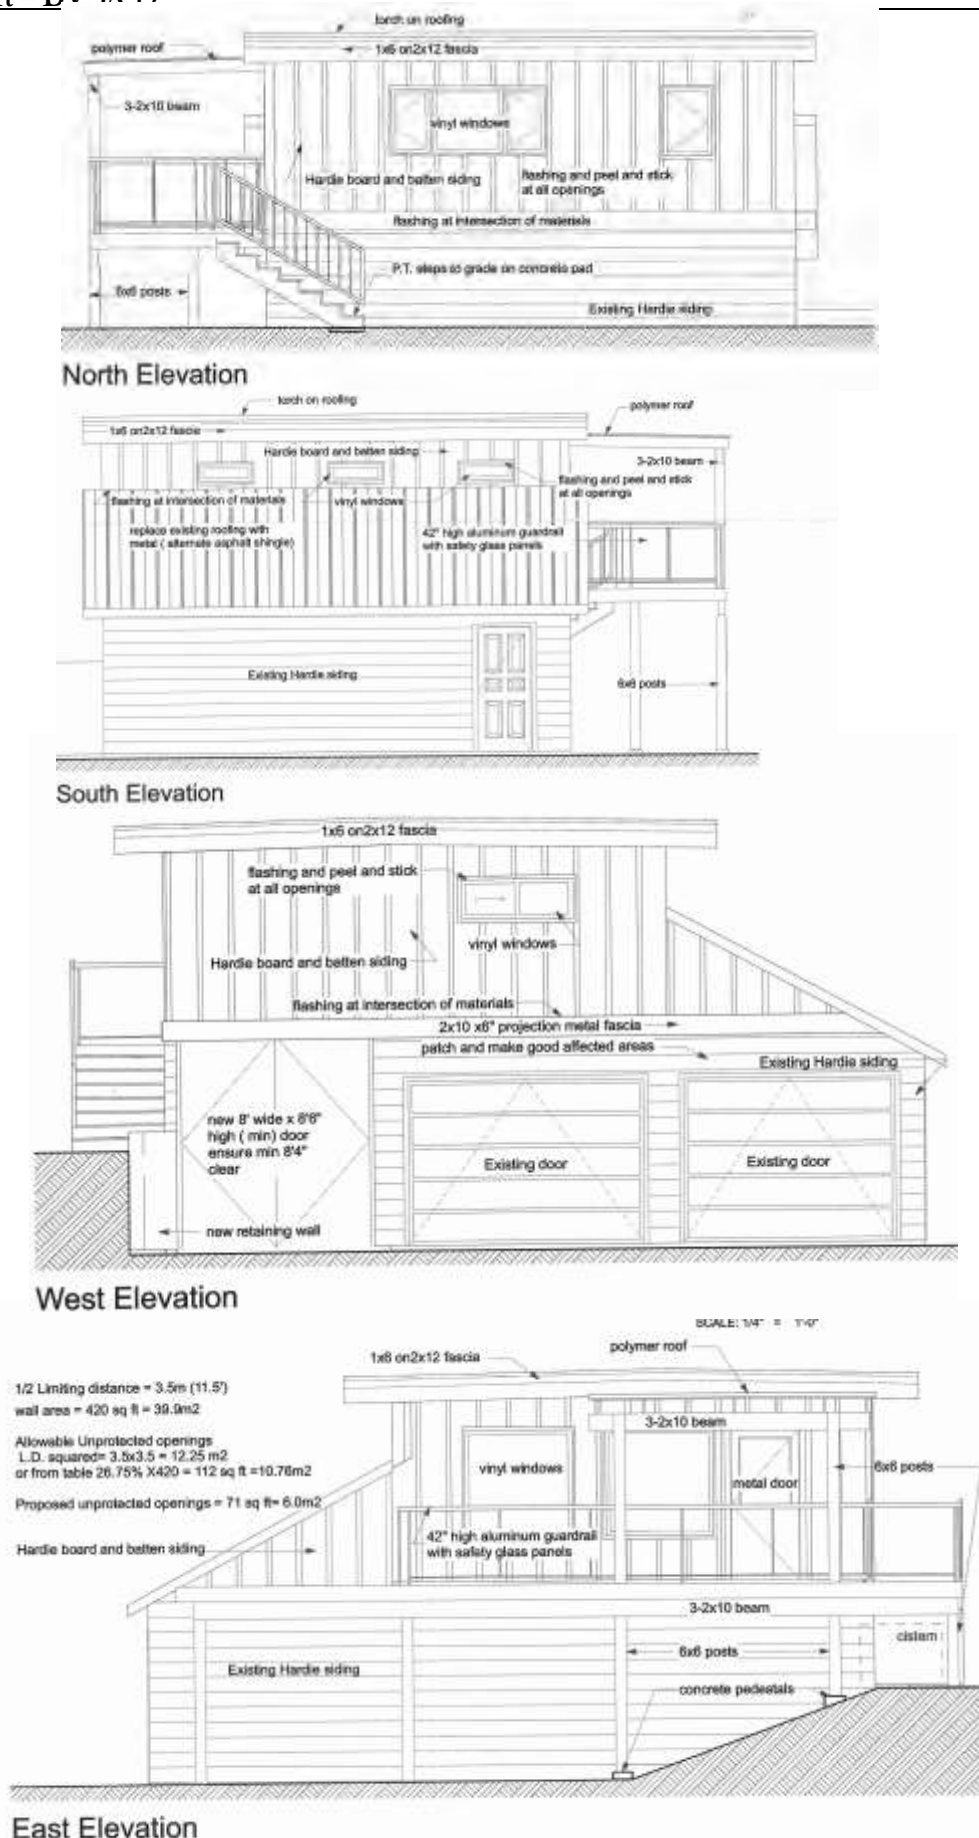 torch on roofing
polymer roof
1x6 on2x12 fascia
3-2x10 beam
vinyl windows
Hardie board and batten siding
flashing and peel and stick
at all openings
flashing at intersection of materials
P.T. steps to grade on concrete pad
6x6 posts
Existing Hardie siding
North Elevation
torch on roofing
polymer roof
1x6 on2x12 fascia
Hardie board and batten siding
3-2x10 beam
flashing and peel and stick
at all openings
flashing at intersection of materials
vinyl windows
replace existing roofing with
metal ( alternate asphalt shingle)
42" high aluminum guardrail
with safety glass panels
Existing Hardie siding
6x6 posts
South Elevation
1x6 on2x12 fascia
flashing and peel and stick
at all openings
vinyl windows
Hardie board and batten siding
flashing at intersection of materials
2x10 x6" projection metal fascia
patch and make good affected areas
Existing Hardie siding
new 8' wide x 8'6"
high ( min) door
ensure min 8'4"
clear
Existing door
Existing door
new retaining wall
West Elevation
SCALE: 1/4" = 1'-0"
polymer roof
1x6 on2x12 fascia
1/2 Limiting distance = 3.5m (11.5')
wall area = 420 sq ft = 39.9m2
Allowable Unprotected openings
L.D. squared= 3.5x3.5 = 12.25 m2
or from table 26.75% X420 = 112 sq ft =10.76m2
Proposed unprotected openings = 71 sq ft= 6.0m2
Hardie board and batten siding
3-2x10 beam
vinyl windows
metal door
6x6 posts
42" high aluminum guardrail
with safety glass panels
3-2x10 beam
cistern
6x6 posts
Existing Hardie siding
concrete pedestals
East Elevation